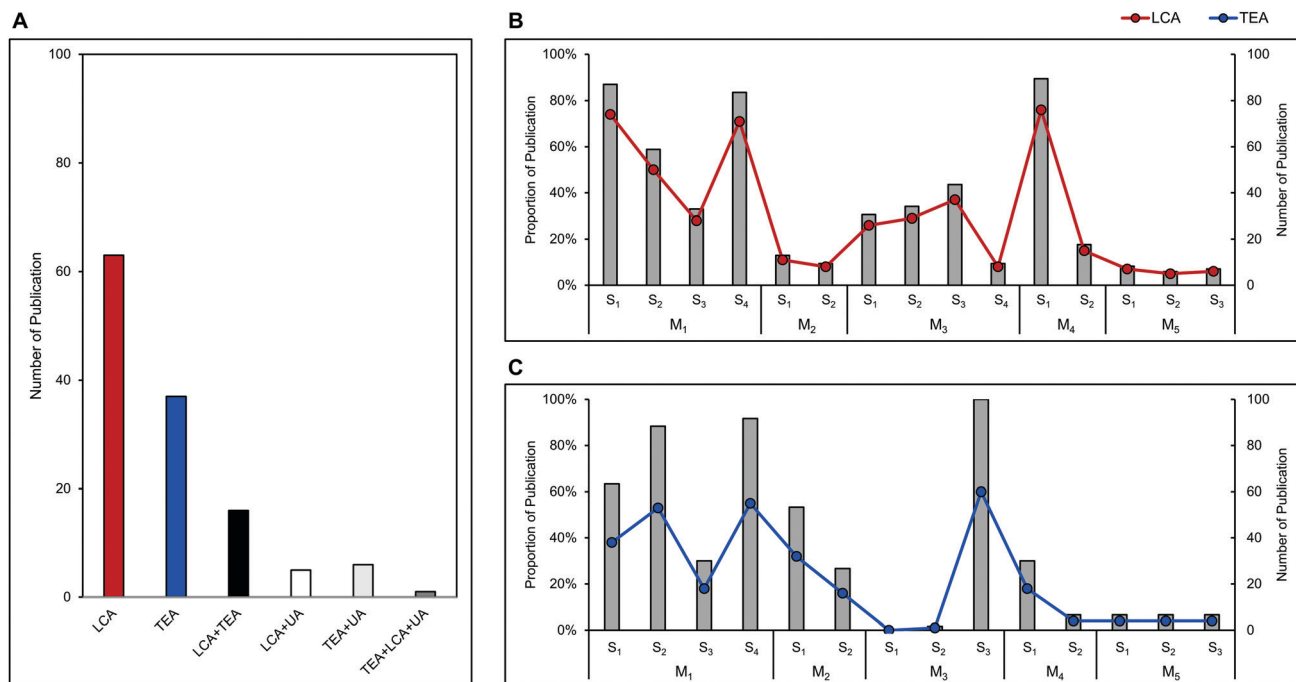 A
Number of Publication
100
80
60
40
20
0
LCA
TEA
LCA+TEA
LCA+UA
TEA+UA
TEA+LCA+UA
LCA TEA
B
Proportion of Publication
100%
80%
60%
40%
20%
0%
100
80
60
40
20
0
Number of Publication
S1 S2 S3 S4 S1 S2 S1 S2 S3 S4 S1 S2 S1 S2 S3
M1 M2 M3 M4 M5
C
Proportion of Publication
100%
80%
60%
40%
20%
0%
100
80
60
40
20
0
Number of Publication
S1 S2 S3 S4 S1 S2 S1 S2 S3 S1 S2 S1 S2 S3
M1 M2 M3 M4 M5